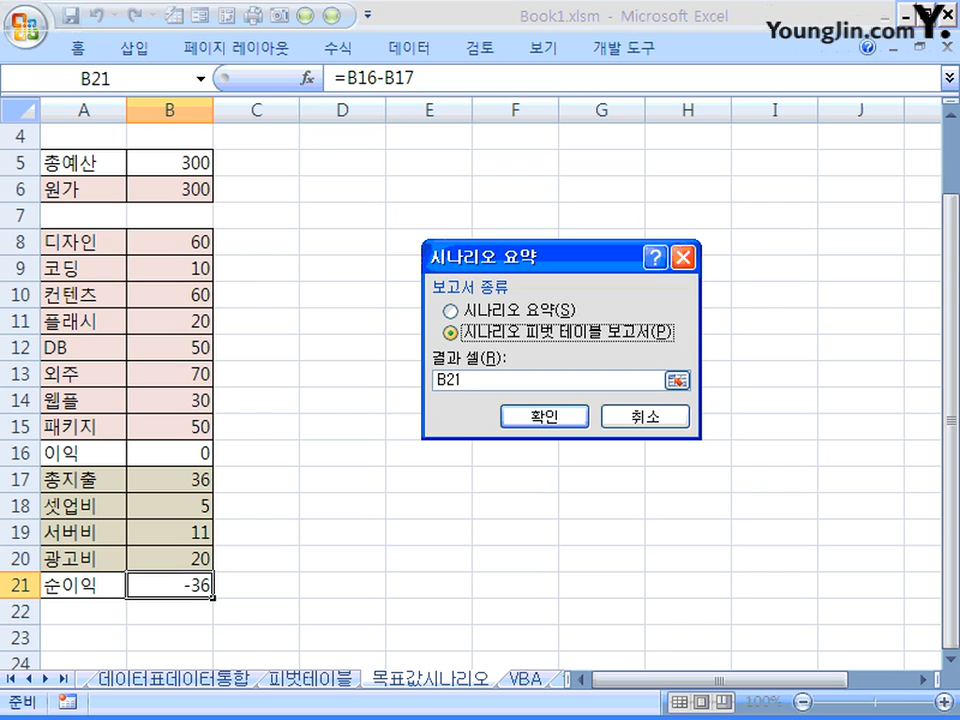 Book1.xlsm - Microsoft Excel
YoungJin.com Y.
홈 삽입 페이지 레이아웃 수식 데이터 검토 보기 개발 도구
B21 fx =B16-B17
A B C D E F G H I J
4
5 총예산 300
6 원가 300
7
8 디자인 60
9 코딩 10
10 컨텐츠 60
11 플래시 20
12 DB 50
13 외주 70
14 웹플 30
15 패키지 50
16 이익 0
17 총지출 36
18 셋업비 5
19 서버비 11
20 광고비 20
21 순이익 -36
22
23
24
시나리오 요약
보고서 종류
시나리오 요약(S)
시나리오 피벗 테이블 보고서(P)
결과 셀(R):
B21
확인 취소
데이터표데이터통합 피벗테이블 목표값시나리오 VBA
준비 100%